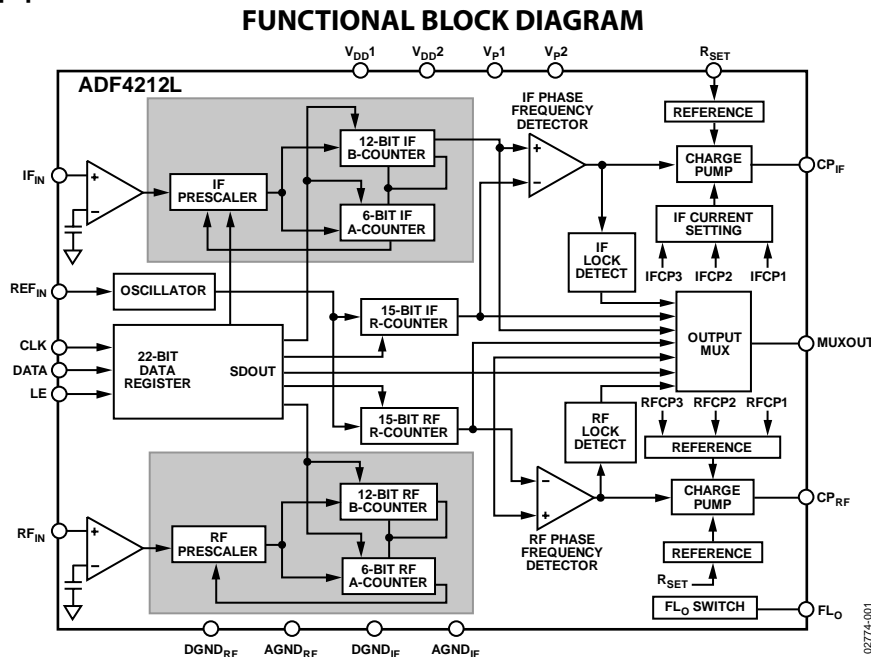 FUNCTIONAL BLOCK DIAGRAM
VDD1
VDD2
VP1
VP2
RSET
ADF4212L
IF PHASE
FREQUENCY
DETECTOR
REFERENCE
12-BIT IF
B-COUNTER
+
−
CHARGE
PUMP
CPIF
IFIN
+
−
IF
PRESCALER
6-BIT IF
A-COUNTER
IF CURRENT
SETTING
IF
LOCK
DETECT
IFCP3
IFCP2
IFCP1
REFIN
OSCILLATOR
15-BIT IF
R-COUNTER
OUTPUT
MUX
MUXOUT
CLK
DATA
LE
22-BIT
DATA
REGISTER
SDOUT
15-BIT RF
R-COUNTER
RF
LOCK
DETECT
RFCP3
RFCP2
RFCP1
REFERENCE
12-BIT RF
B-COUNTER
−
+
CHARGE
PUMP
CPRF
RFIN
+
−
RF
PRESCALER
6-BIT RF
A-COUNTER
RF PHASE
FREQUENCY
DETECTOR
REFERENCE
RSET
FLO SWITCH
FLO
DGNDRF
AGNDRF
DGNDIF
AGNDIF
02774-001